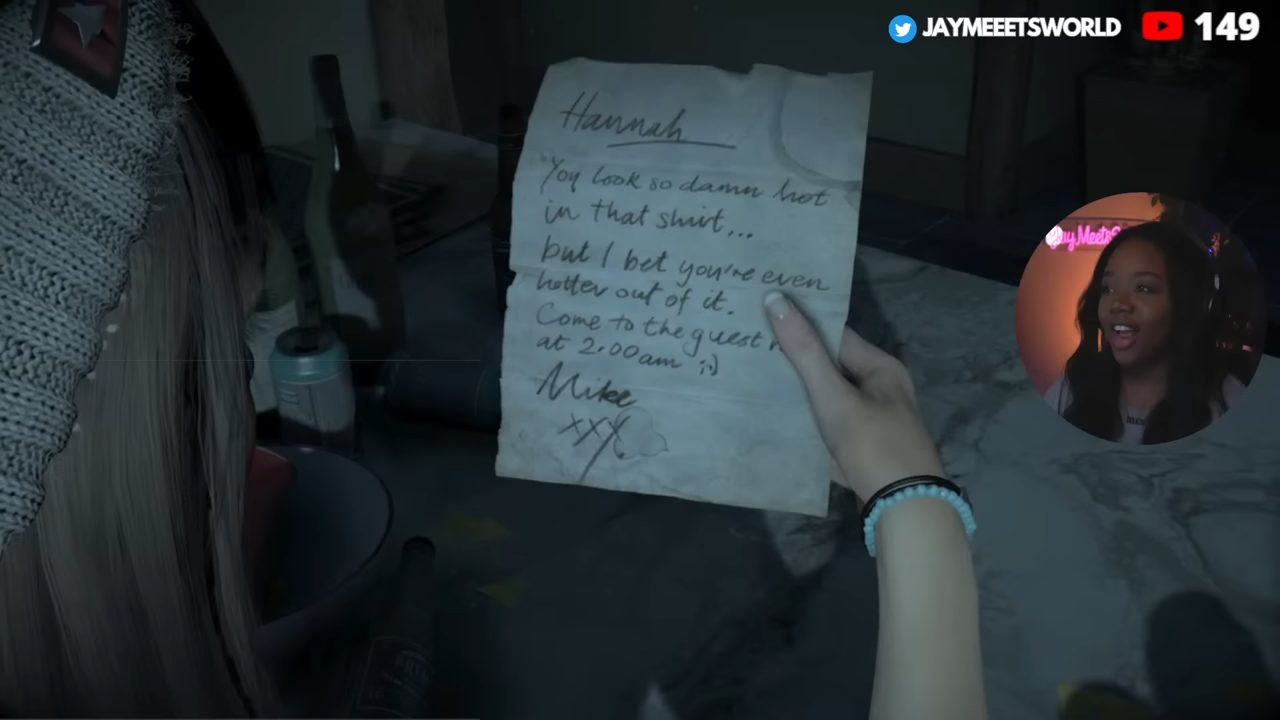 JAYMEEETSWORLD 149
Hannah
You look so damn hot
in that shirt...
but I bet you're even
hotter out of it.
Come to the guest
at 2.00am ;)
Mike
xxx